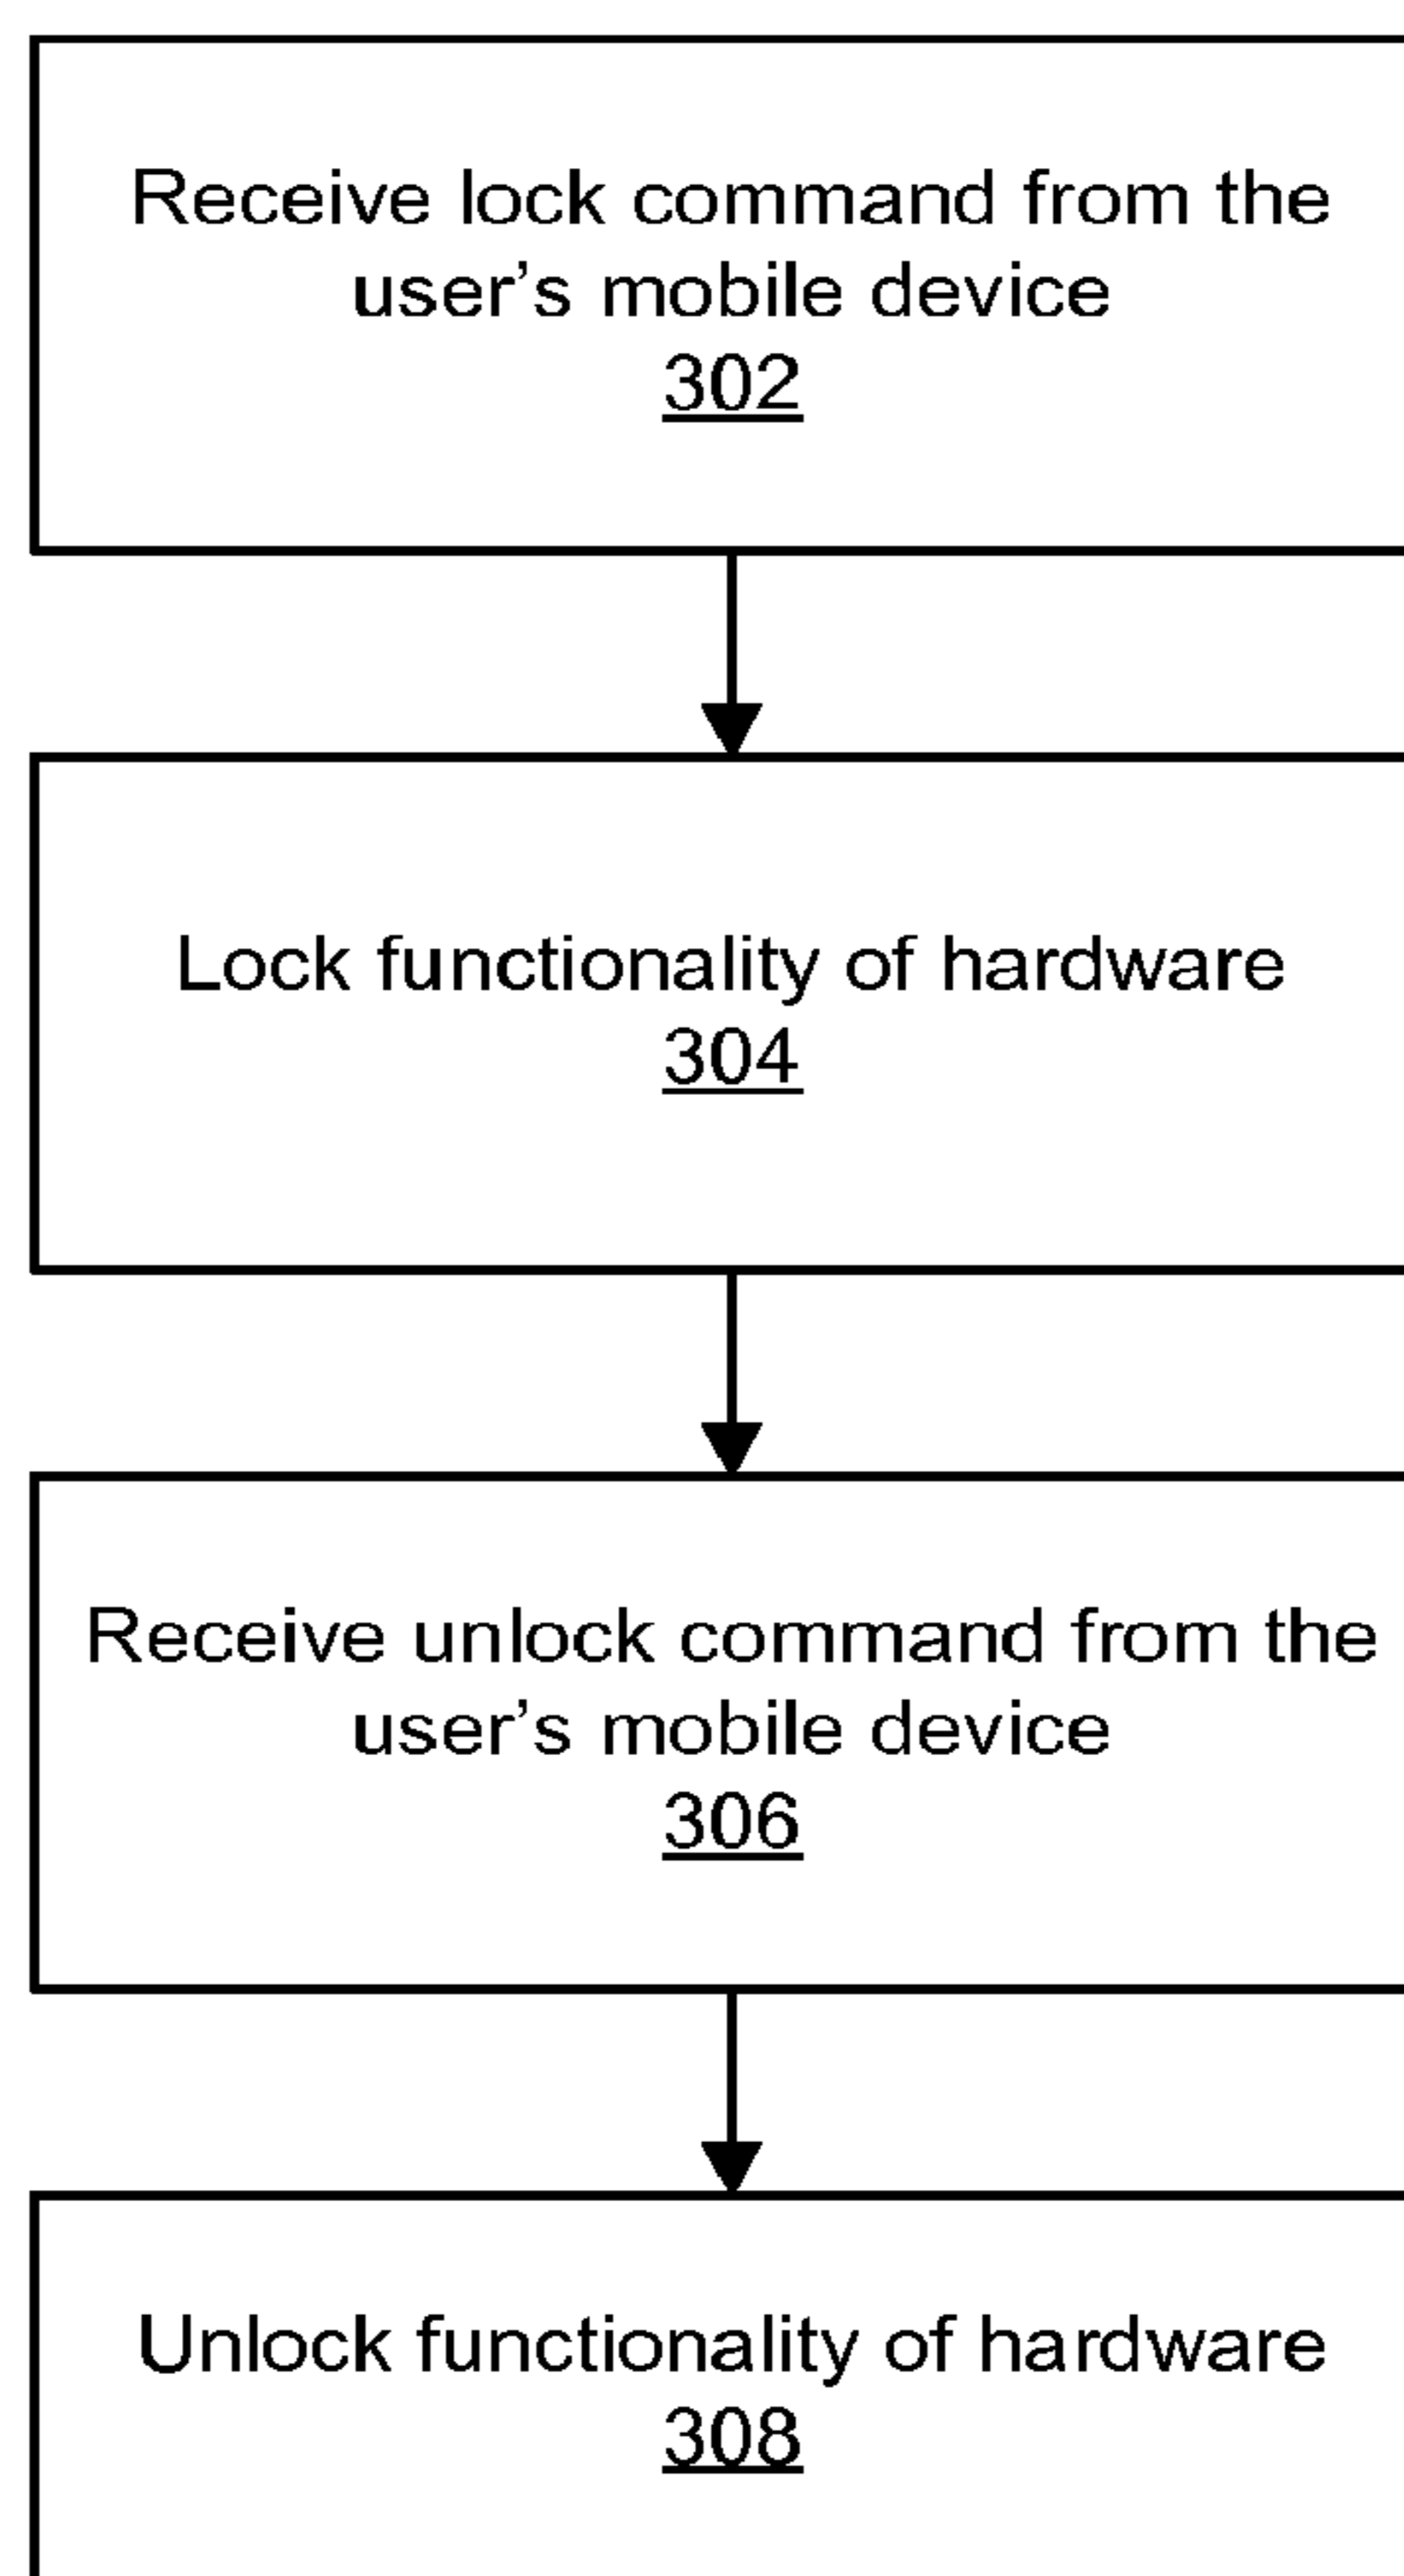 Receive lock command from the
user’s mobile device
302
Lock functionality of hardware
304
Receive unlock command from the
user’s mobile device
306
Unlock functionality of hardware
308